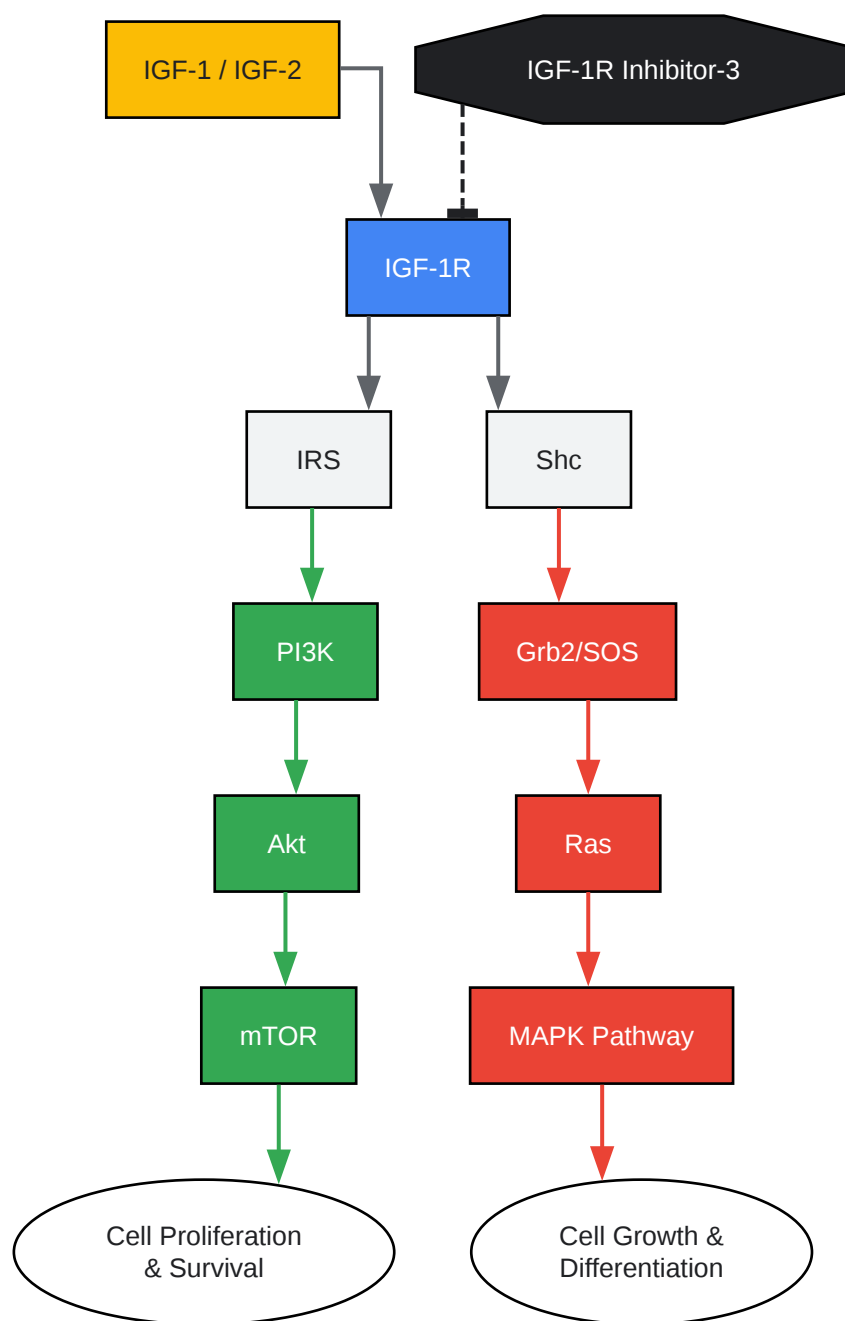 IGF-1 / IGF-2
IGF-1R Inhibitor-3
IGF-1R
IRS
Shc
PI3K
Grb2/SOS
Akt
Ras
mTOR
MAPK Pathway
Cell Proliferation
& Survival
Cell Growth &
Differentiation